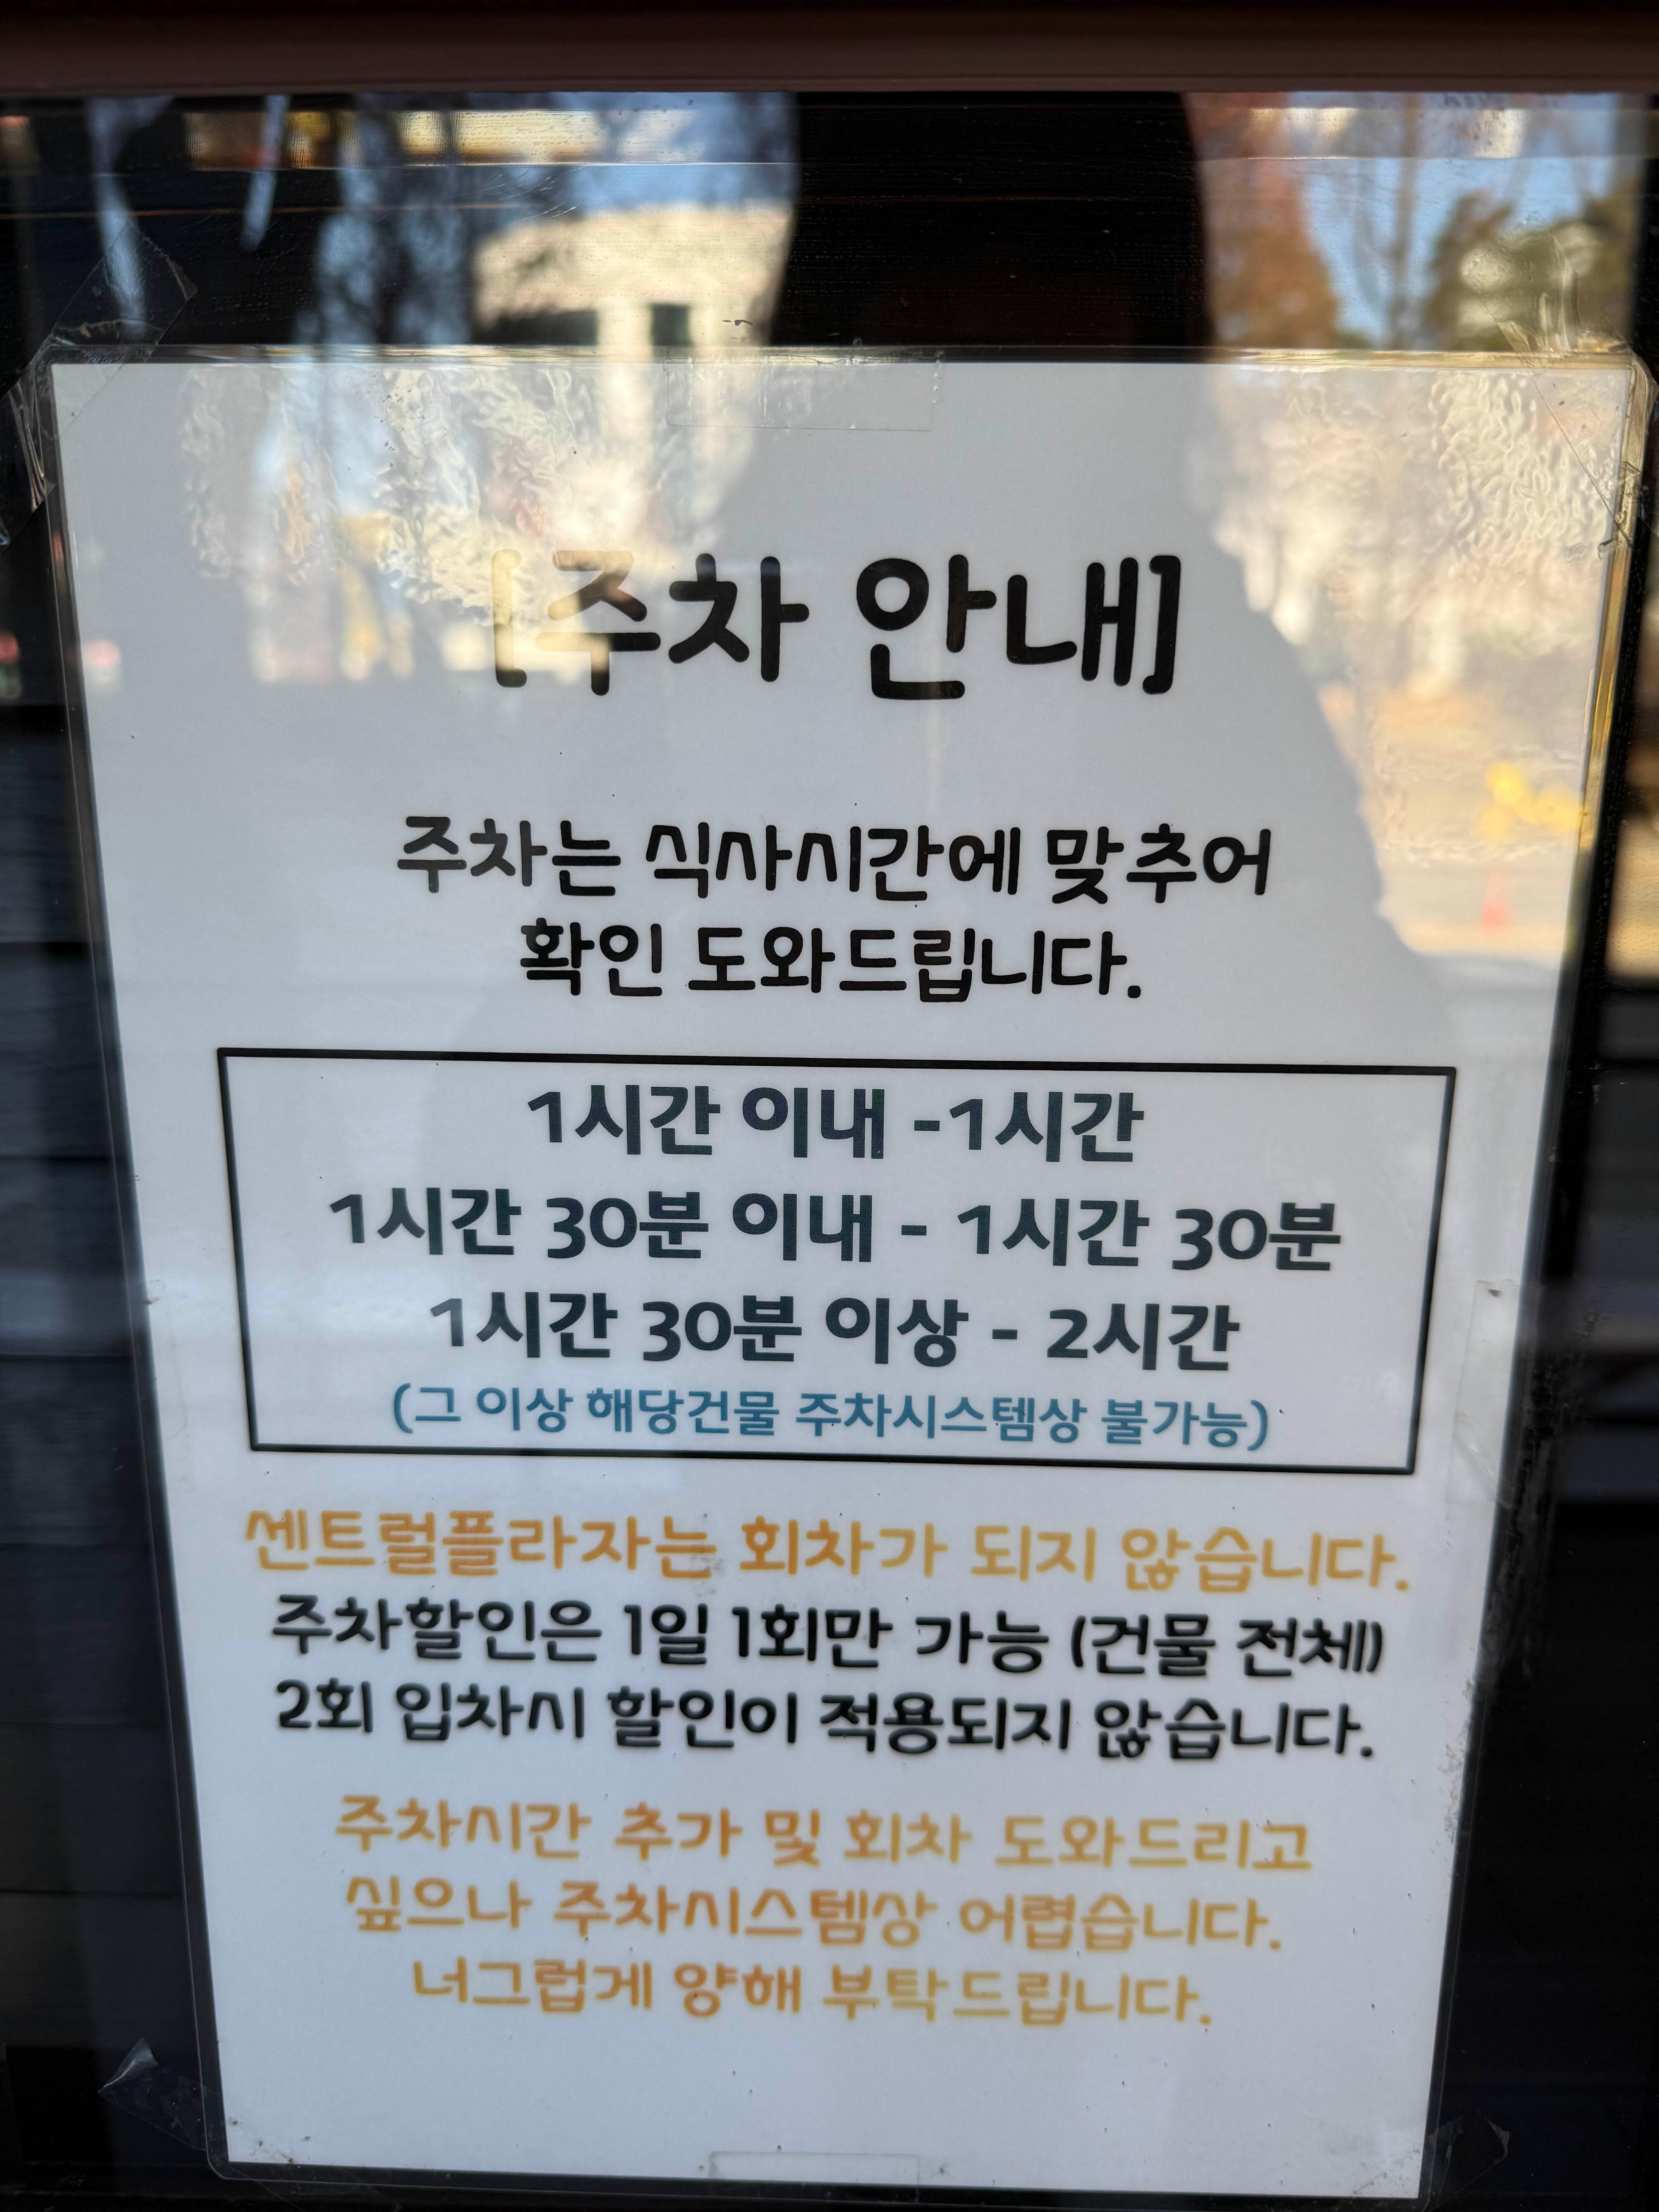 [주차 안내]
주차는 식사시간에 맞추어
확인 도와드립니다.
1시간 이내 -1시간
1시간 30분 이내 - 1시간 30분
1시간 30분 이상 - 2시간
(그 이상 해당건물 주차시스템상 불가능)
센트럴플라자는 회차가 되지 않습니다.
주차할인은 1일 1회만 가능 (건물 전체)
2회 입차시 할인이 적용되지 않습니다.
주차시간 추가 및 회차 도와드리고
싶으나 주차시스템상 어렵습니다.
너그럽게 양해 부탁드립니다.